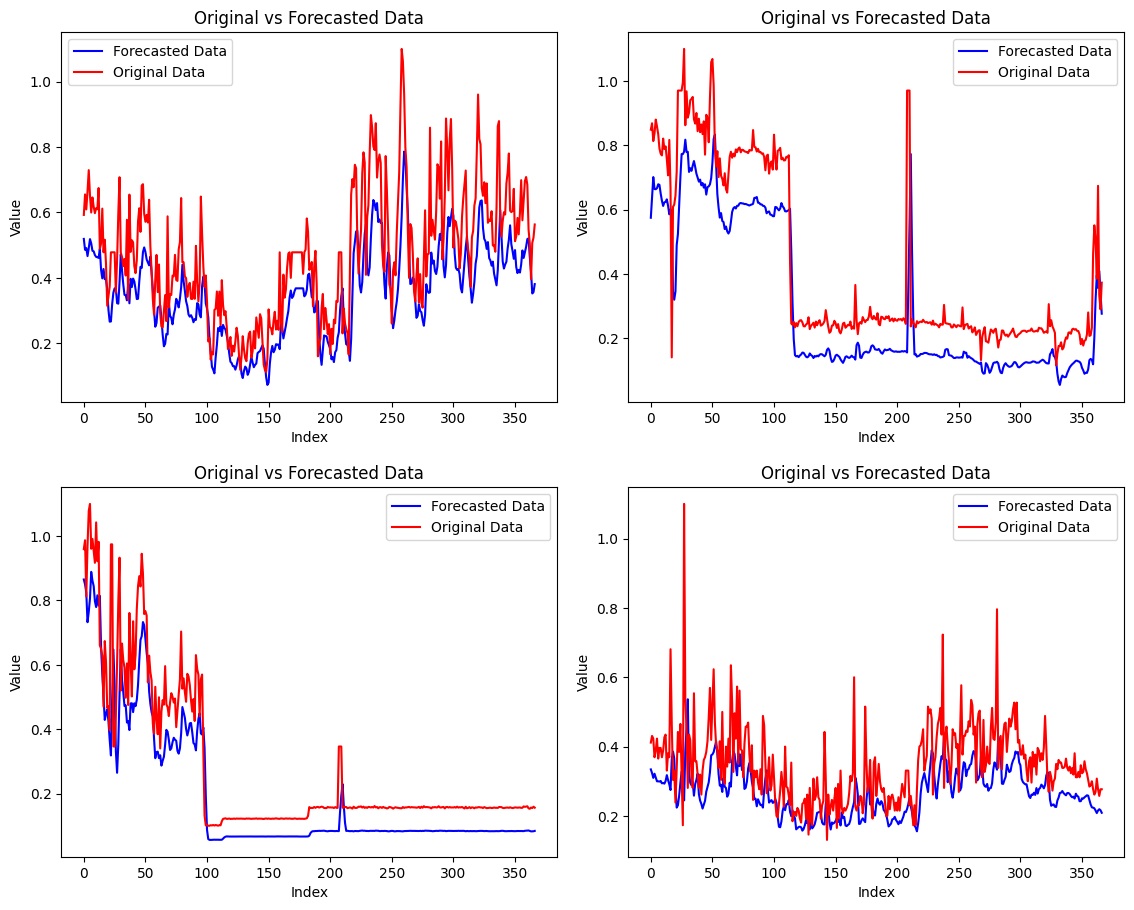 Original vs Forecasted Data
Forecasted Data
Original Data
Value
1.0
0.8
0.6
0.4
0.2
0 50 100 150 200 250 300 350
Index
Original vs Forecasted Data
Forecasted Data
Original Data
Value
1.0
0.8
0.6
0.4
0.2
0 50 100 150 200 250 300 350
Index
Original vs Forecasted Data
Forecasted Data
Original Data
Value
1.0
0.8
0.6
0.4
0.2
0 50 100 150 200 250 300 350
Index
Original vs Forecasted Data
Forecasted Data
Original Data
Value
1.0
0.8
0.6
0.4
0.2
0 50 100 150 200 250 300 350
Index